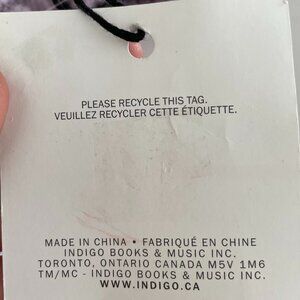 PLEASE RECYCLE THIS TAG.
VEUILLEZ RECYCLER CETTE ÉTIQUETTE.
MADE IN CHINA • FABRIQUÉ EN CHINE
INDIGO BOOKS & MUSIC INC.
TORONTO, ONTARIO CANADA M5V 1M6
TM/MC - INDIGO BOOKS & MUSIC INC.
WWW.INDIGO.CA